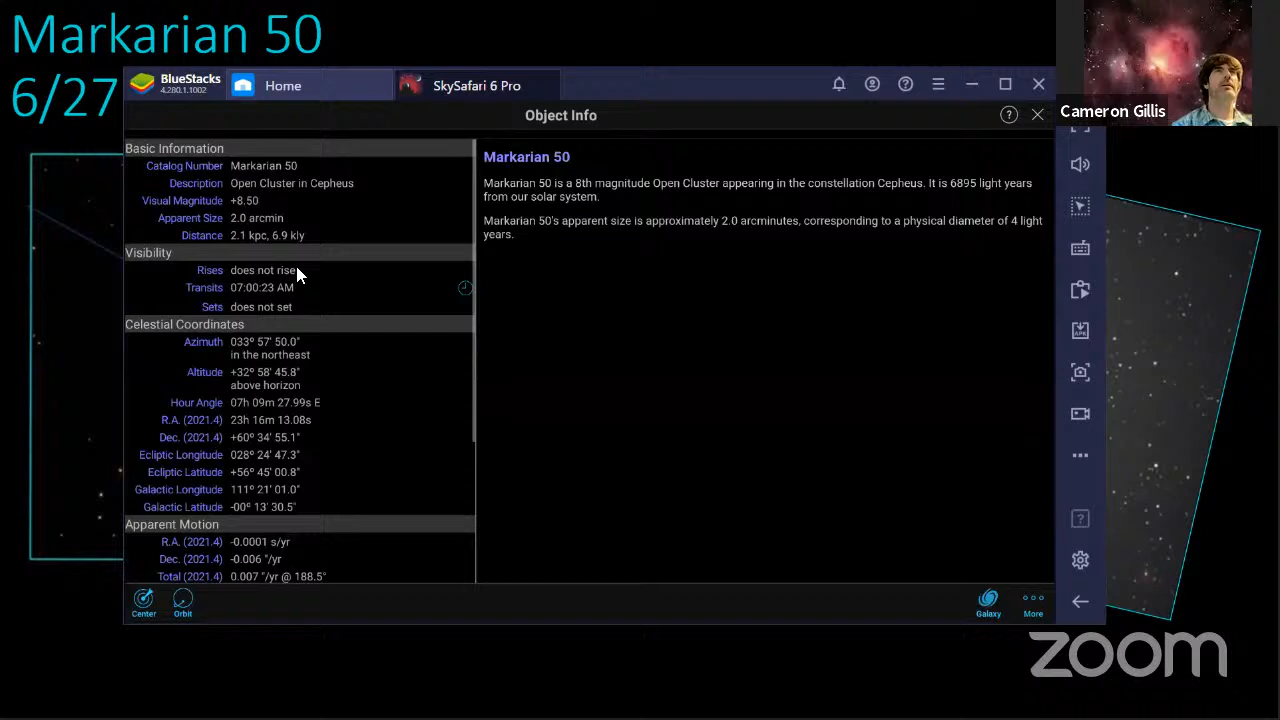 Markarian 50
6/27
BlueStacks
4.280.1.1002
Home
SkySafari 6 Pro
Cameron Gillis
Object Info
Basic Information
Catalog Number Markarian 50
Description Open Cluster in Cepheus
Visual Magnitude +8.50
Apparent Size 2.0 arcmin
Distance 2.1 kpc, 6.9 kly
Visibility
Rises does not rise
Transits 07:00:23 AM
Sets does not set
Celestial Coordinates
Azimuth 033º 57' 50.0"
in the northeast
Altitude +32º 58' 45.8"
above horizon
Hour Angle 07h 09m 27.99s E
R.A. (2021.4) 23h 16m 13.08s
Dec. (2021.4) +60º 34' 55.1"
Ecliptic Longitude 028º 24' 47.3"
Ecliptic Latitude +56º 45' 00.8"
Galactic Longitude 111º 21' 01.0"
Galactic Latitude -00º 13' 30.5"
Apparent Motion
R.A. (2021.4) -0.0001 s/yr
Dec. (2021.4) -0.006 "/yr
Total (2021.4) 0.007 "/yr @ 188.5°
Markarian 50
Markarian 50 is a 8th magnitude Open Cluster appearing in the constellation Cepheus. It is 6895 light years
from our solar system.
Markarian 50's apparent size is approximately 2.0 arcminutes, corresponding to a physical diameter of 4 light
years.
Center
Orbit
Galaxy
More
APK
zoom